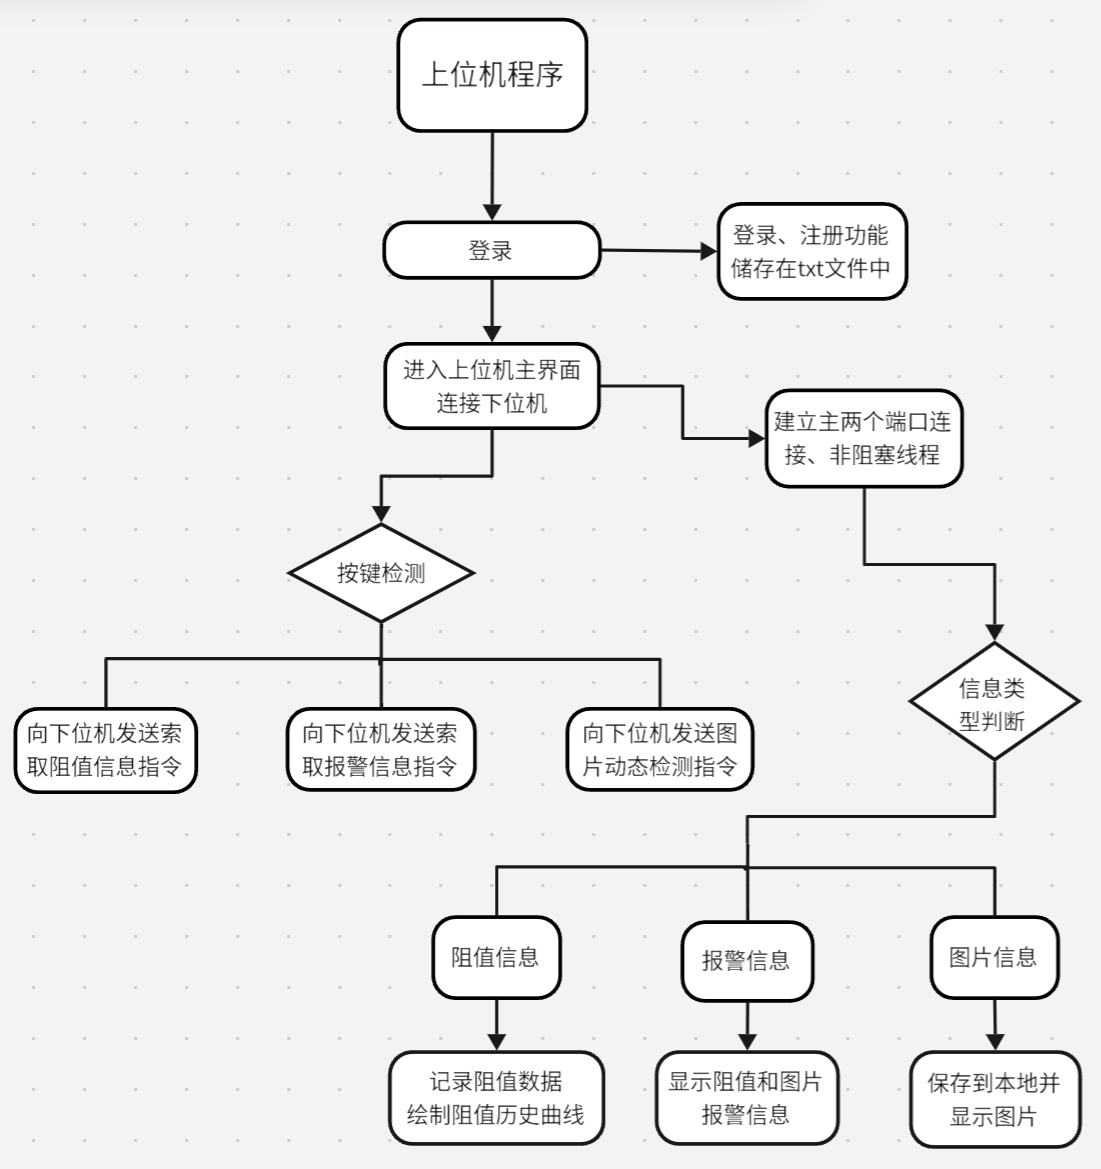 上位机程序
登录
登录、注册功能
储存在txt文件中
进入上位机主界面
连接下位机
建立主两个端口连
接、非阻塞线程
按键检测
信息类
型判断
向下位机发送索
取阻值信息指令
向下位机发送索
取报警信息指令
向下位机发送图
片动态检测指令
阻值信息
报警信息
图片信息
记录阻值数据
绘制阻值历史曲线
显示阻值和图片
报警信息
保存到本地并
显示图片